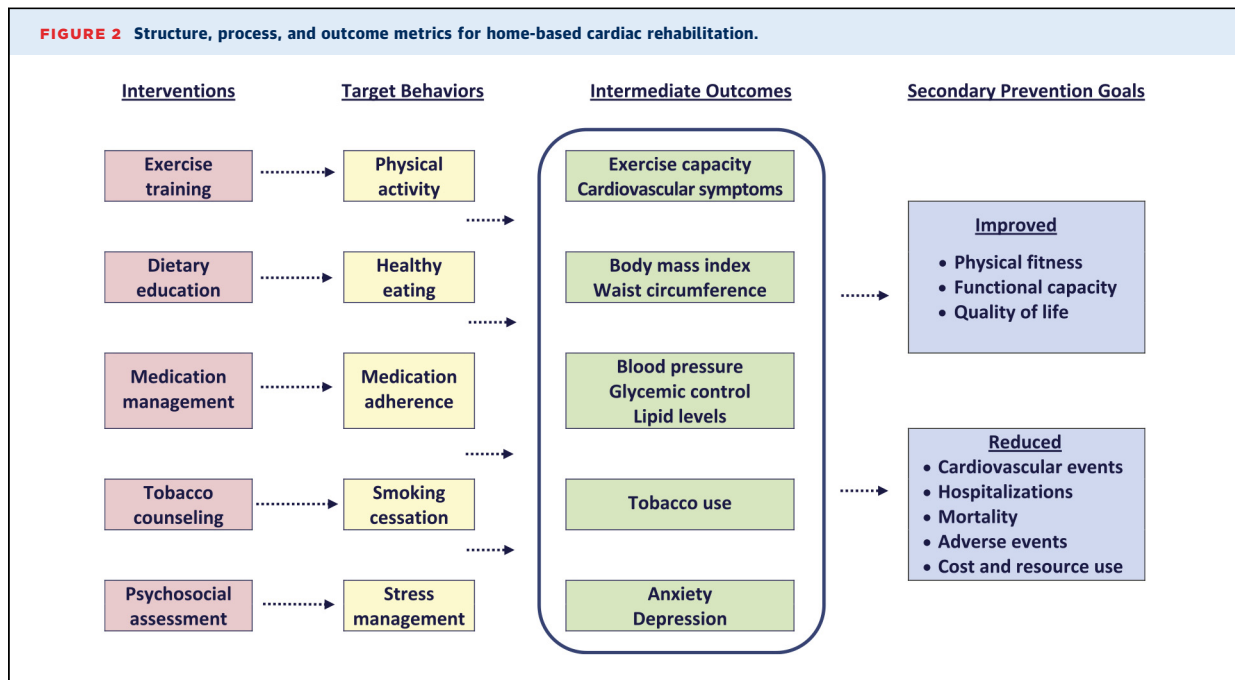 FIGURE 2 Structure, process, and outcome metrics for home-based cardiac rehabilitation.
Interventions
Target Behaviors
Intermediate Outcomes
Secondary Prevention Goals
Exercise
training
Physical
activity
Exercise capacity
Cardiovascular symptoms
Dietary
education
Healthy
eating
Body mass index
Waist circumference
Medication
management
Medication
adherence
Blood pressure
Glycemic control
Lipid levels
Tobacco
counseling
Smoking
cessation
Tobacco use
Psychosocial
assessment
Stress
management
Anxiety
Depression
Improved
• Physical fitness
• Functional capacity
• Quality of life
Reduced
• Cardiovascular events
• Hospitalizations
• Mortality
• Adverse events
• Cost and resource use